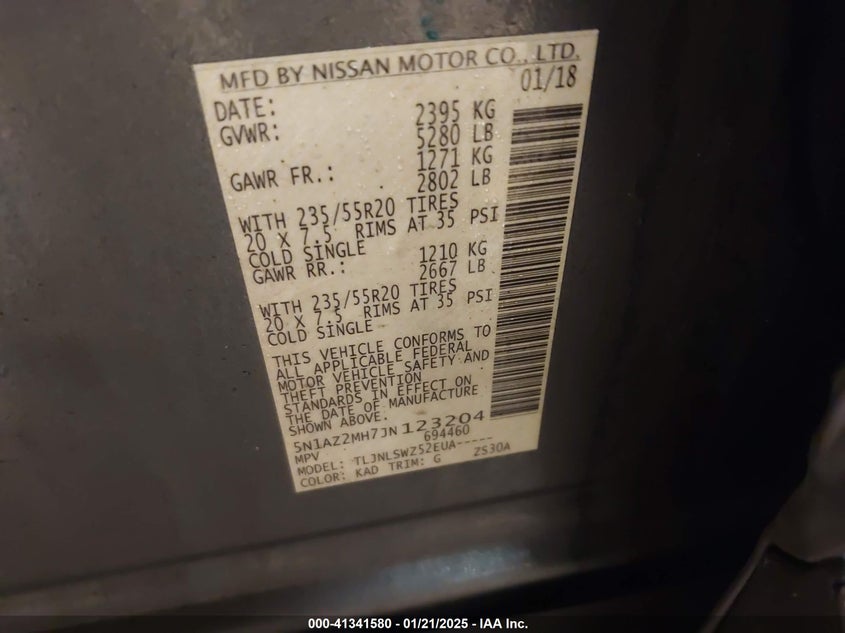 MFD BY NISSAN MOTOR CO., LTD.
DATE: 01/18
GVWR: 2395 KG
5280 LB
GAWR FR.: 1271 KG
2802 LB
WITH 235/55R20 TIRES
20 X 7.5 RIMS AT 35 PSI
COLD SINGLE
GAWR RR.: 1210 KG
2667 LB
WITH 235/55R20 TIRES
20 X 7.5 RIMS AT 35 PSI
COLD SINGLE
THIS VEHICLE CONFORMS TO
ALL APPLICABLE FEDERAL
MOTOR VEHICLE SAFETY AND
THEFT PREVENTION
STANDARDS IN EFFECT ON
THE DATE OF MANUFACTURE
SHOWN ABOVE.
5N1AZ2MH7JN123204
MPV 694460
MODEL: TLJNLSWZ52EUA-----
COLOR: KAD TRIM: G ZS30A
000-41341580 - 01/21/2025 - IAA Inc.